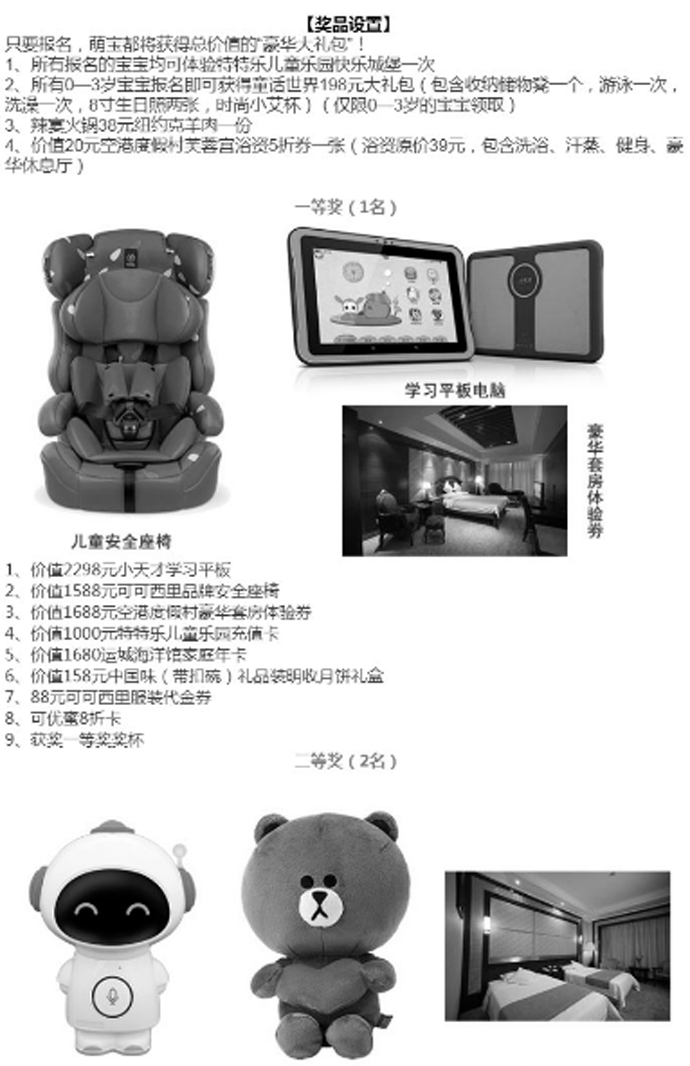 【奖品设置】
只要报名，萌宝都将获得总价值的“豪华大礼包”！
1、所有报名的宝宝均可体验特特乐儿童乐园快乐城堡一次
2、所有0—3岁宝宝报名即可获得童话世界198元大礼包（包含收纳储物凳一个，游泳一次，
洗澡一次，8寸生日照两张，时尚小艾杯）（仅限0—3岁的宝宝领取）
3、辣宴火锅38元纽约克羊肉一份
4、价值20元空港度假村芙蓉宫浴资5折券一张（浴资原价39元，包含洗浴、汗蒸、健身、豪
华休息厅）
一等奖（1名）
学习平板电脑
豪华套房体验券
儿童安全座椅
1、价值2298元小天才学习平板
2、价值1588元可可西里品牌安全座椅
3、价值1688元空港度假村豪华套房体验券
4、价值1000元特特乐儿童乐园充值卡
5、价值1680运城海洋馆家庭年卡
6、价值158元中国味（带扣碗）礼品装明收月饼礼盒
7、88元可可西里服装代金券
8、可优蜜8折卡
9、获奖一等奖奖杯
二等奖（2名）